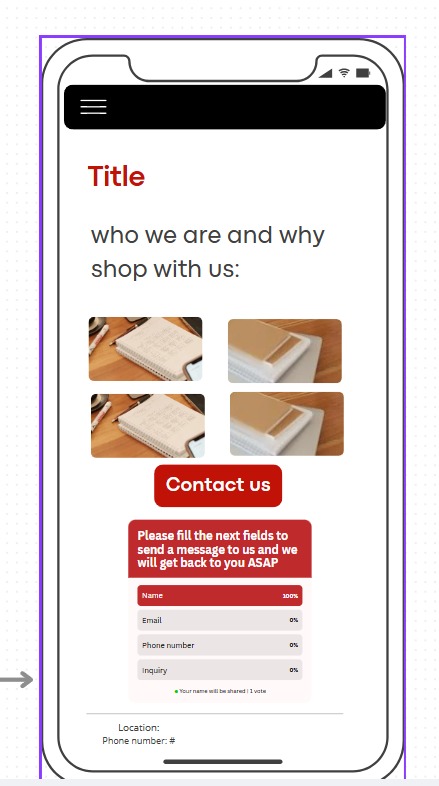 Title
who we are and why
shop with us:
Contact us
Please fill the next fields to
send a message to us and we
will get back to you ASAP
Name 100%
Email 0%
Phone number 0%
Inquiry 0%
Your name will be shared | 1 vote
Location:
Phone number: #